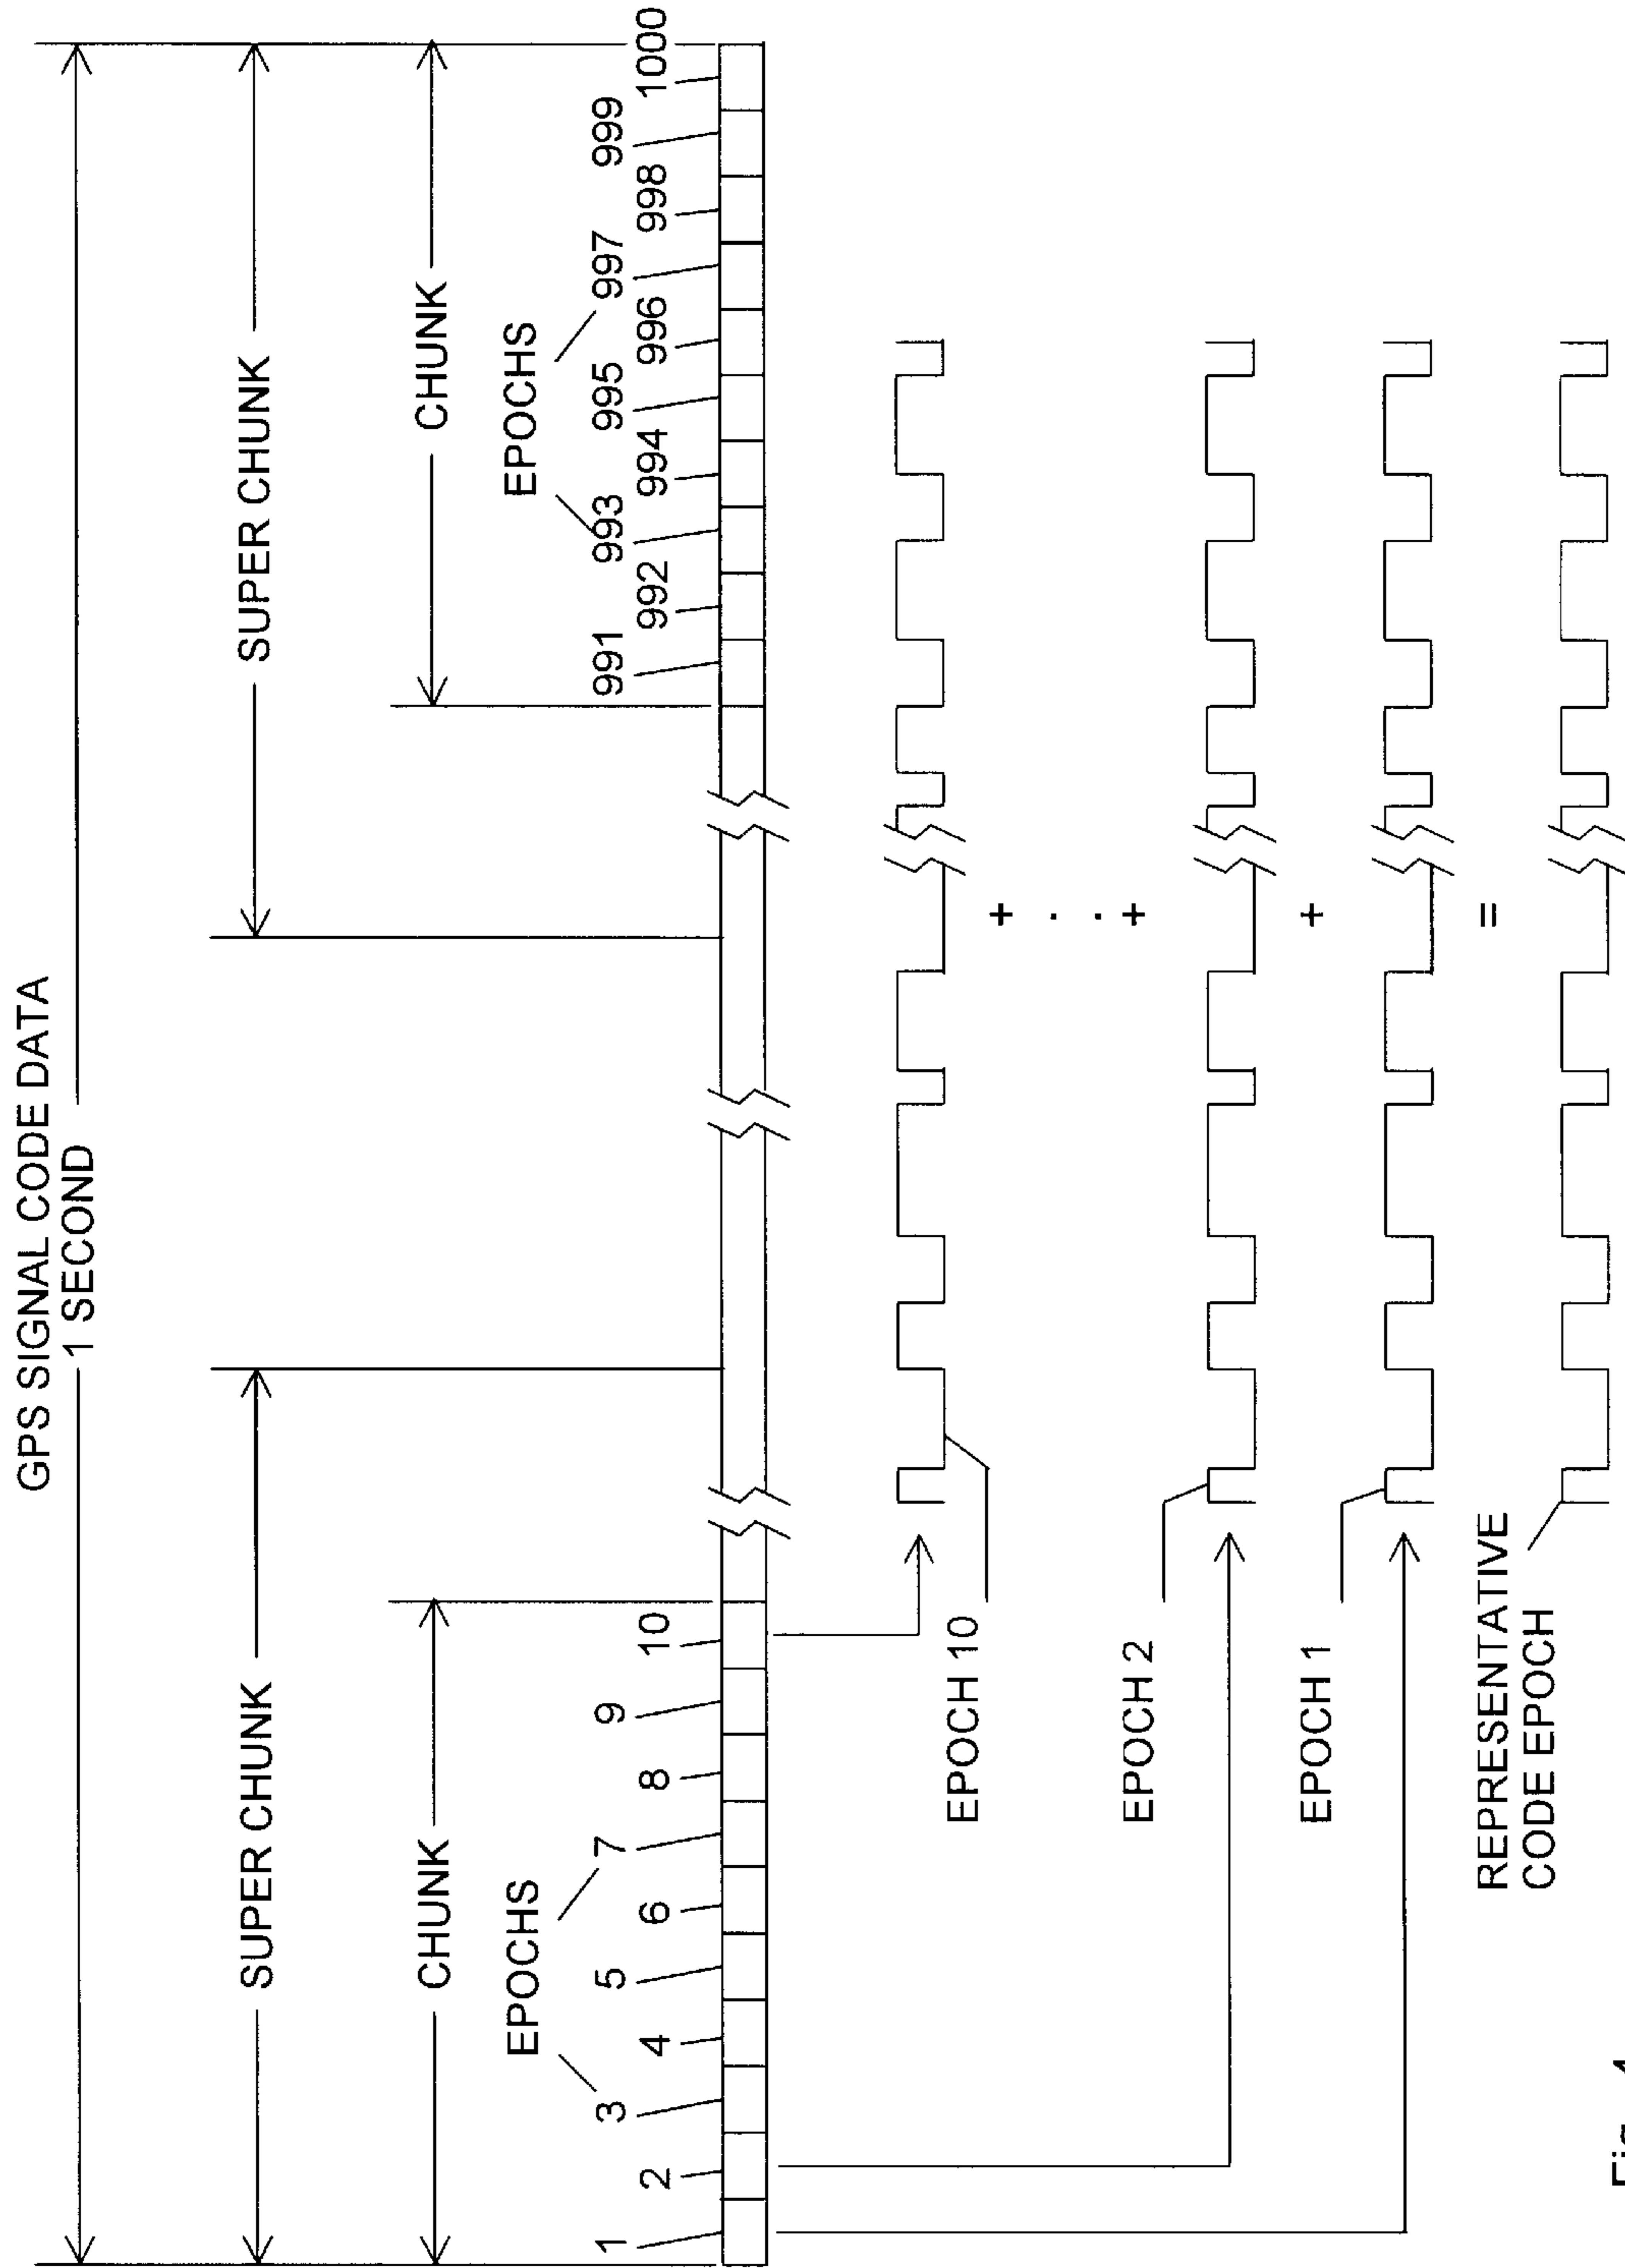 GPS SIGNAL CODE DATA
1 SECOND
SUPER CHUNK
SUPER CHUNK
CHUNK
CHUNK
EPOCHS
EPOCHS
1 2 3 4 5 6 7 8 9 10
991 992 993 994 995 996 997 998 999 1000
EPOCH 10
+
.
.
+
EPOCH 2
+
EPOCH 1
=
REPRESENTATIVE
CODE EPOCH